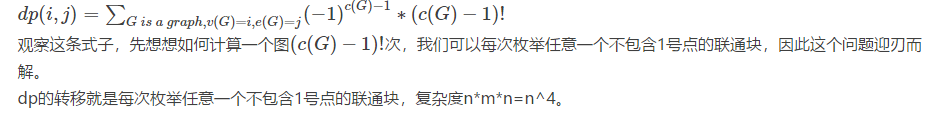 dp(i, j) = ∑_{G is a graph,v(G)=i,e(G)=j}(−1)^{c(G)−1} * (c(G) − 1)!
观察这条式子，先想想如何计算一个图(c(G) − 1)!次，我们可以每次枚举任意一个不包含1号点的联通块，因此这个问题迎刃而
解。
dp的转移就是每次枚举任意一个不包含1号点的联通块，复杂度n*m*n=n^4。